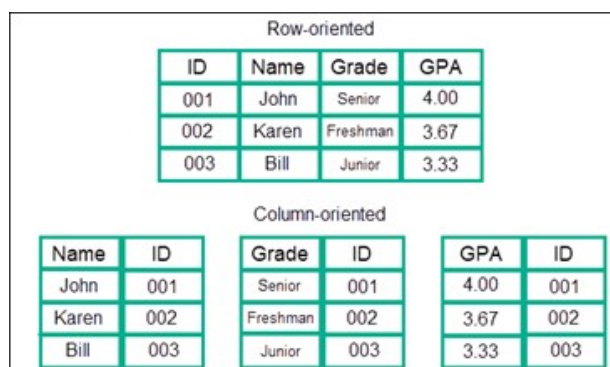 Row-oriented
ID Name Grade GPA
001 John Senior 4.00
002 Karen Freshman 3.67
003 Bill Junior 3.33
Column-oriented
Name ID Grade ID GPA ID
John 001 Senior 001 4.00 001
Karen 002 Freshman 002 3.67 002
Bill 003 Junior 003 3.33 003